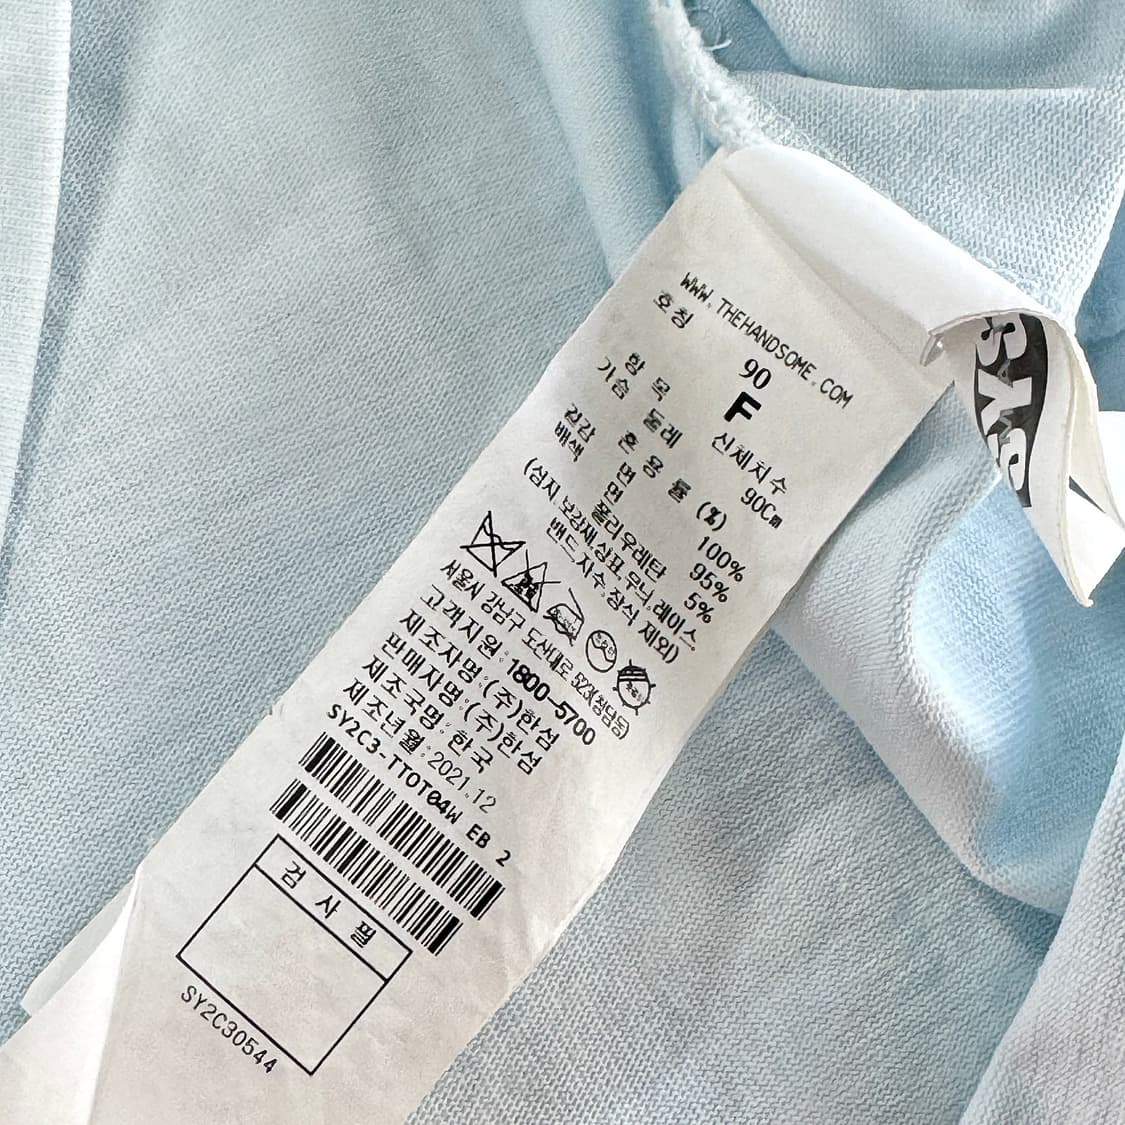 WWW.THEHANDSOME.COM
호칭 90
F
항 목 신체치수
가슴 둘레 90Cm
혼 용 률 (%)
겉감 면 100%
배색 면 95%
폴리우레탄 5%
(심지.보강재.상표.무늬.레이스.
밴드.자수.장식 제외)
서울시 강남구 도산대로 523(청담동)
고객지원:1800-5700
제조자명:(주)한섬
판매자명:(주)한섬
제조국명:한국
제조년월:2021.12
SY2C3-TTOT04W EB 2
검 사 필
SY2C30544
SYS